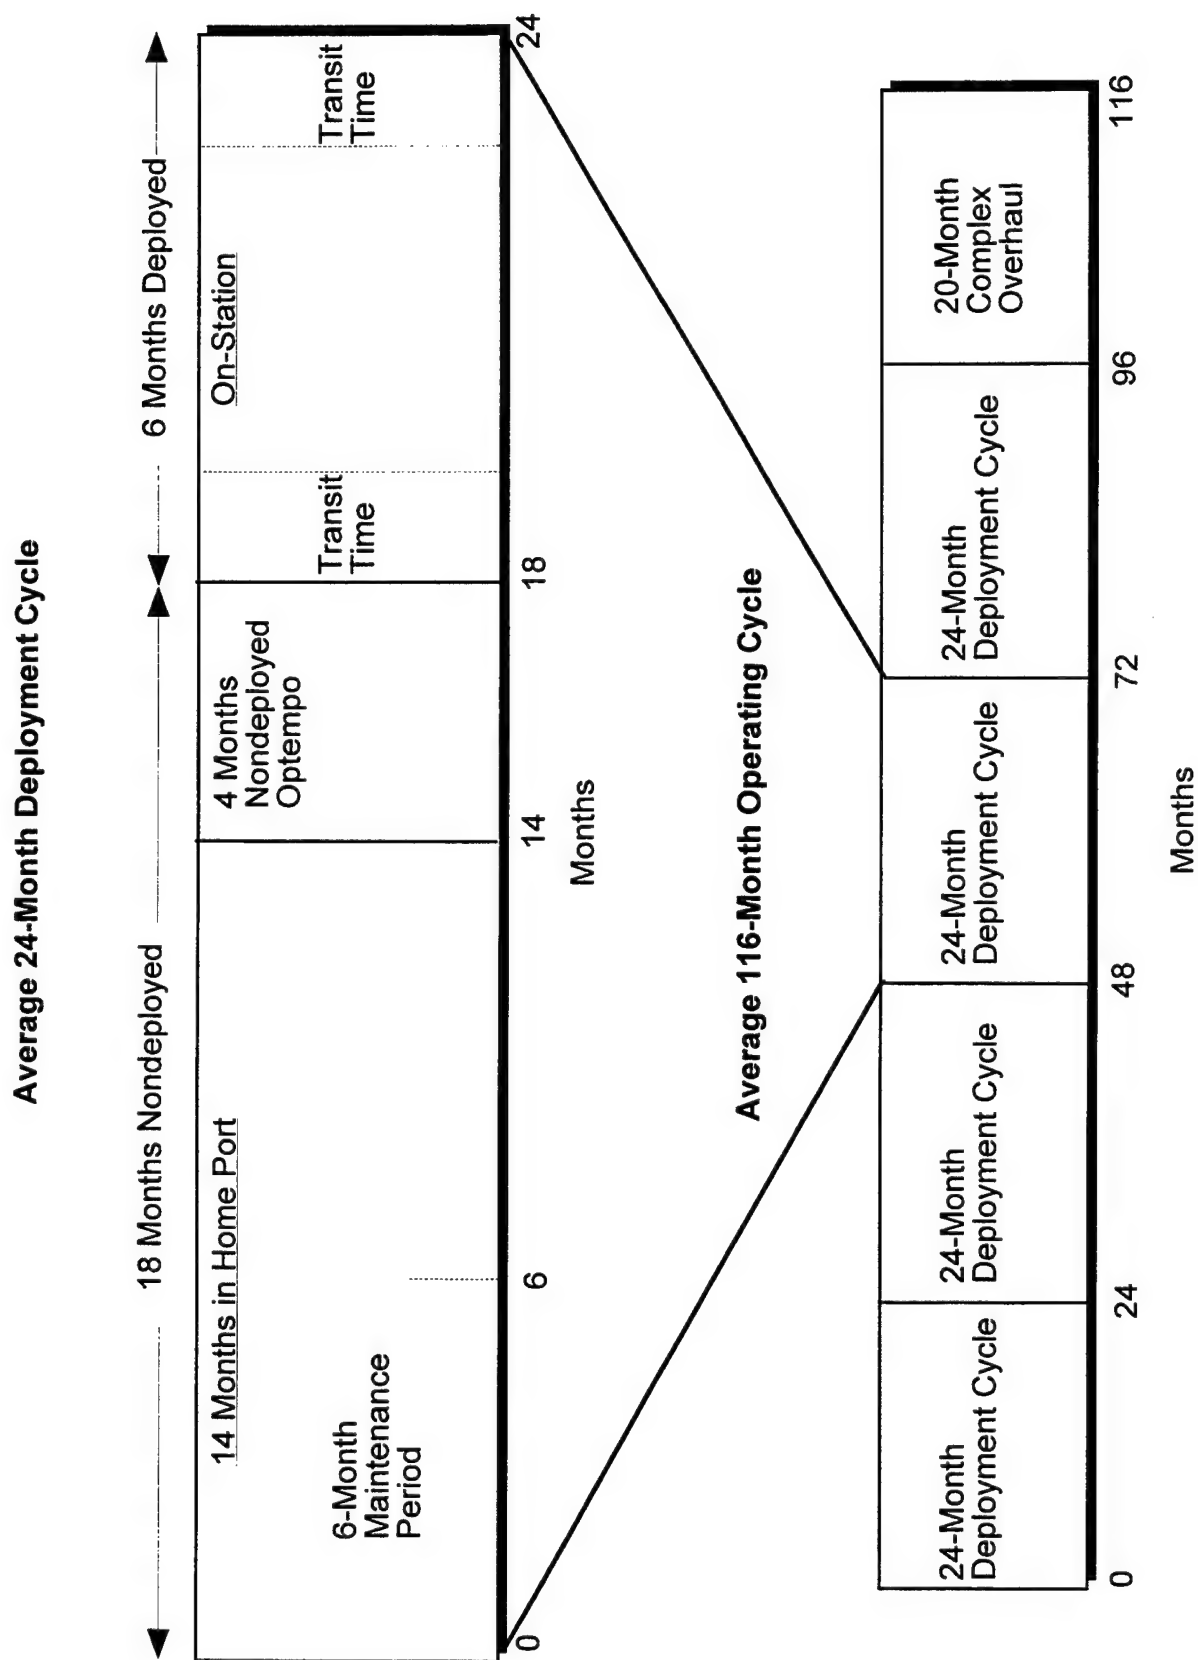 Average 24-Month Deployment Cycle
18 Months Nondeployed
6 Months Deployed
14 Months in Home Port
6-Month
Maintenance
Period
4 Months
Nondeployed
Optempo
Transit
Time
On-Station
Transit
Time
0
6
14
18
24
Months
Average 116-Month Operating Cycle
24-Month
Deployment Cycle
24-Month
Deployment Cycle
24-Month
Deployment Cycle
24-Month
Deployment Cycle
20-Month
Complex
Overhaul
0
24
48
72
96
116
Months